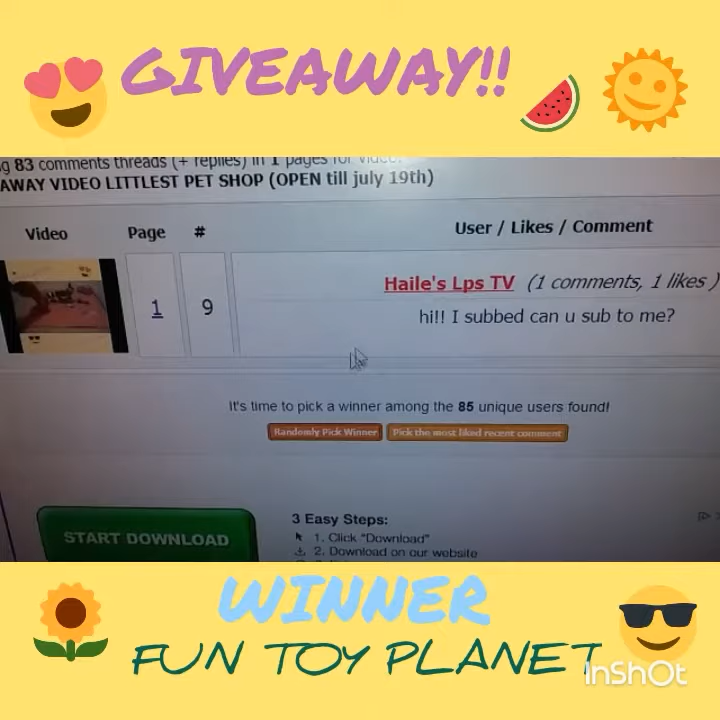 GIVEAWAY!!
g 83 comments threads (+ replies) in 1 pages for video:
AWAY VIDEO LITTLEST PET SHOP (OPEN till july 19th)
Video Page # User / Likes / Comment
Haile's Lps TV (1 comments, 1 likes )
1 9
hi!! I subbed can u sub to me?
It's time to pick a winner among the 85 unique users found!
Randomly Pick Winner Pick the most liked recent comment
START DOWNLOAD
3 Easy Steps:
1. Click "Download"
2. Download on our website
WINNER
FUN TOY PLANET
InShOt